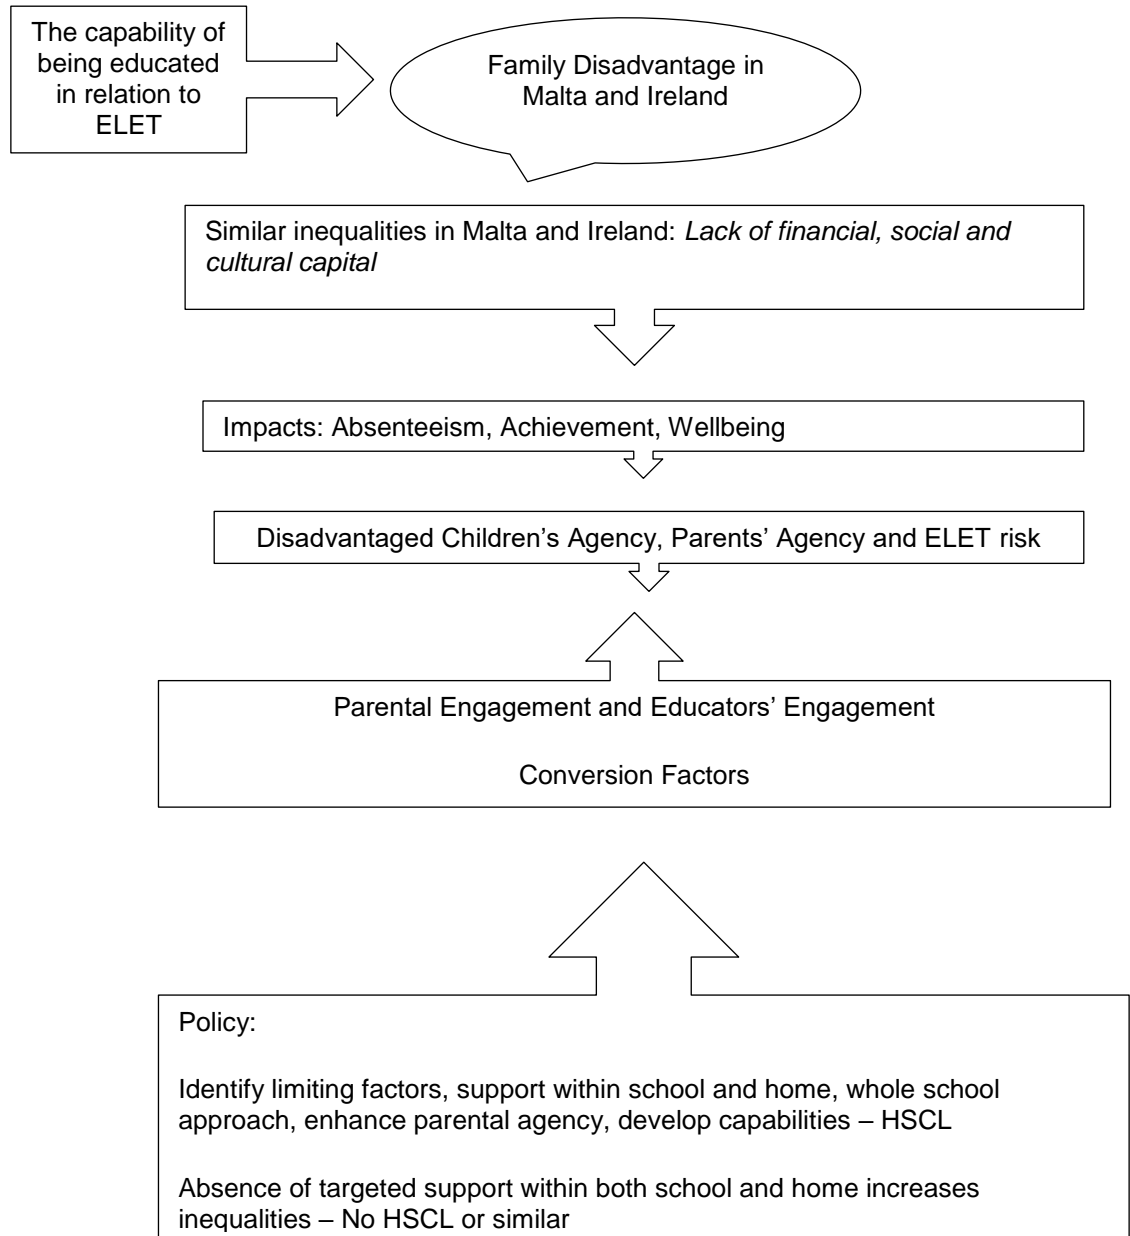 The capability of
being educated
in relation to
ELET
Family Disadvantage in
Malta and Ireland
Similar inequalities in Malta and Ireland: Lack of financial, social and
cultural capital
Impacts: Absenteeism, Achievement, Wellbeing
Disadvantaged Children’s Agency, Parents’ Agency and ELET risk
Parental Engagement and Educators’ Engagement
Conversion Factors
Policy:
Identify limiting factors, support within school and home, whole school
approach, enhance parental agency, develop capabilities – HSCL
Absence of targeted support within both school and home increases
inequalities – No HSCL or similar